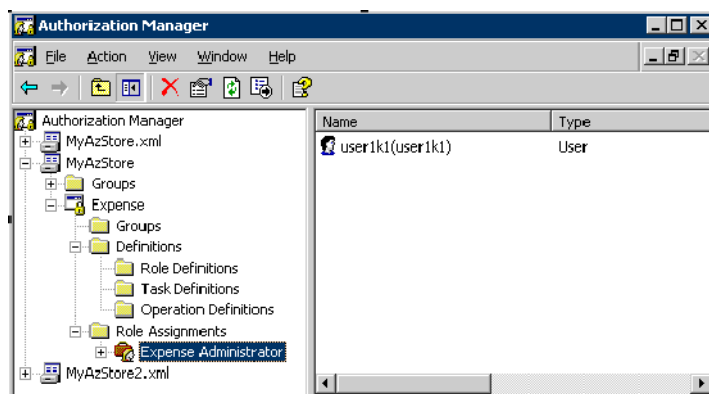 Authorization Manager
File Action View Window Help
Authorization Manager
MyAzStore.xml
MyAzStore
Groups
Expense
Groups
Definitions
Role Definitions
Task Definitions
Operation Definitions
Role Assignments
Expense Administrator
MyAzStore2.xml
Name Type
user1k1(user1k1) User